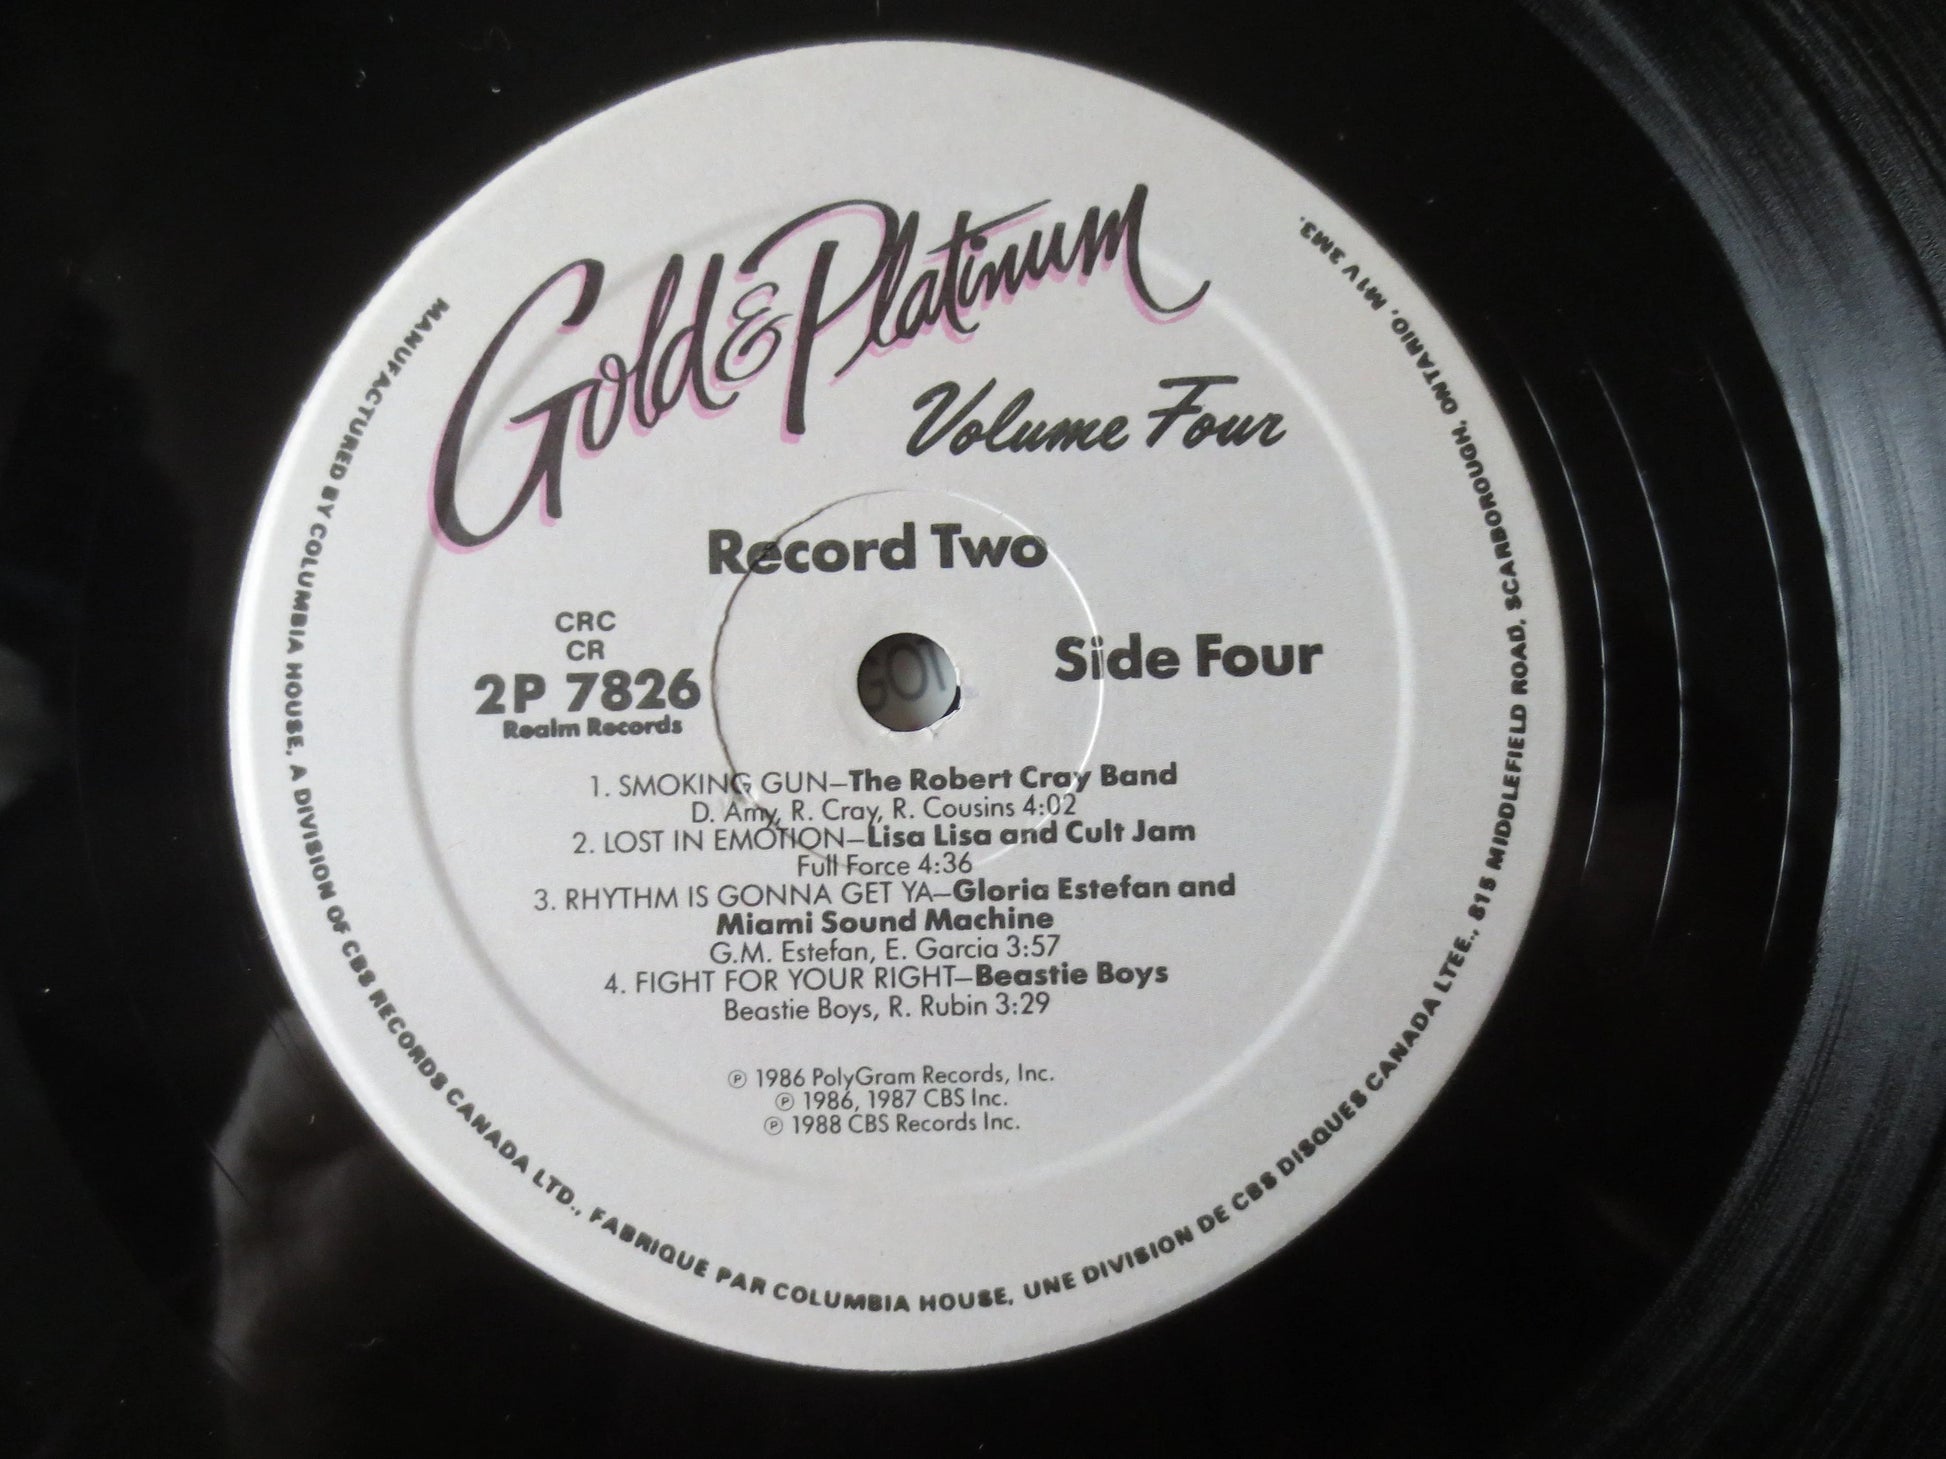 Gold & Platinum
Volume Four
Record Two
CRC
CR
2P 7826
Realm Records
Side Four
1. SMOKING GUN–The Robert Cray Band
D. Amy, R. Cray, R. Cousins 4:02
2. LOST IN EMOTION–Lisa Lisa and Cult Jam
Full Force 4:36
3. RHYTHM IS GONNA GET YA–Gloria Estefan and
Miami Sound Machine
G.M. Estefan, E. Garcia 3:57
4. FIGHT FOR YOUR RIGHT–Beastie Boys
Beastie Boys, R. Rubin 3:29
℗ 1986 PolyGram Records, Inc.
℗ 1986, 1987 CBS Inc.
℗ 1988 CBS Records Inc.
MANUFACTURED BY COLUMBIA HOUSE, A DIVISION OF CBS RECORDS CANADA LTD., FABRIQUÉ PAR COLUMBIA HOUSE, UNE DIVISION DE CBS DISQUES CANADA LTEE., 815 MIDDLEFIELD ROAD, SCARBOROUGH, ONTARIO, M1V 2M3.